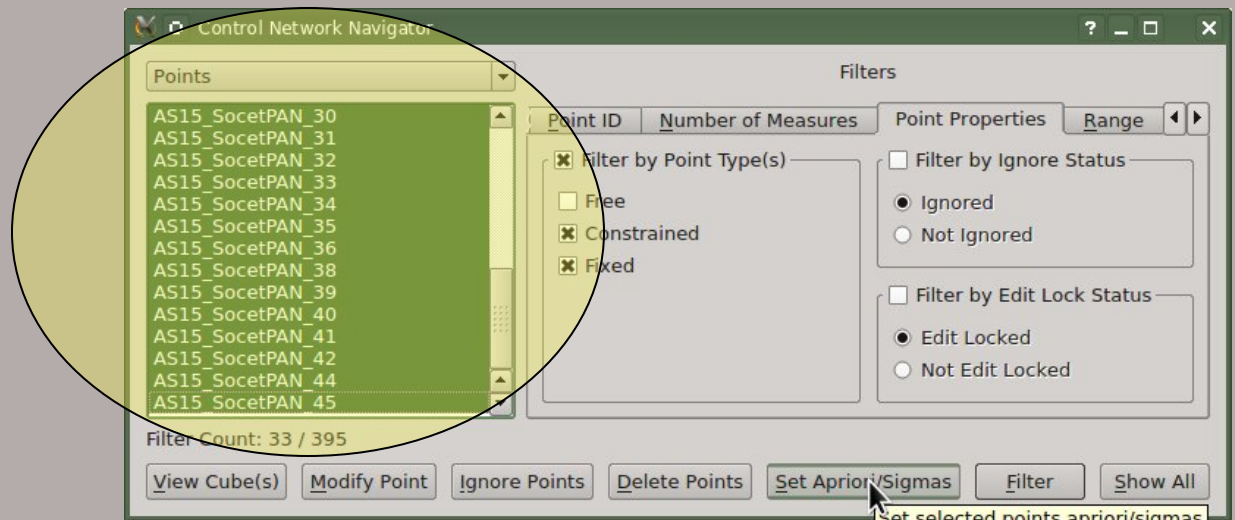 Control Network Navigator
Points
Filters
AS15_SocetPAN_30
AS15_SocetPAN_31
AS15_SocetPAN_32
AS15_SocetPAN_33
AS15_SocetPAN_34
AS15_SocetPAN_35
AS15_SocetPAN_36
AS15_SocetPAN_38
AS15_SocetPAN_39
AS15_SocetPAN_40
AS15_SocetPAN_41
AS15_SocetPAN_42
AS15_SocetPAN_44
AS15_SocetPAN_45
Filter Count: 33 / 395
Point ID Number of Measures Point Properties Range
Filter by Point Type(s)
Free
Constrained
Fixed
Filter by Ignore Status
Ignored
Not Ignored
Filter by Edit Lock Status
Edit Locked
Not Edit Locked
View Cube(s) Modify Point Ignore Points Delete Points Set Apriori/Sigmas Filter Show All
Set selected points apriori/sigmas